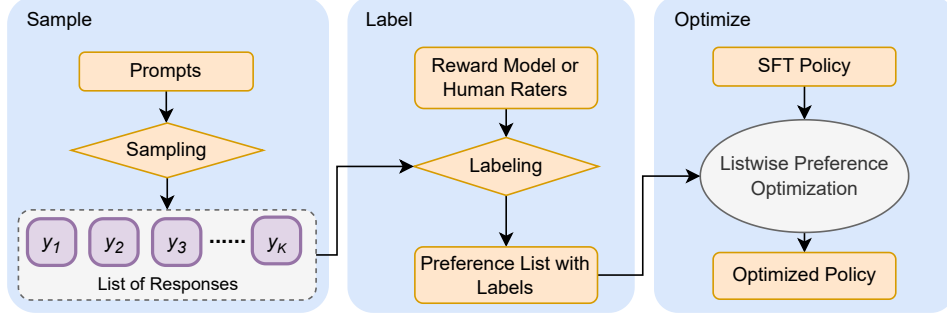 Sample
Prompts
Sampling
y1 y2 y3 ...... yK
List of Responses
Label
Reward Model or
Human Raters
Labeling
Preference List with
Labels
Optimize
SFT Policy
Listwise Preference
Optimization
Optimized Policy